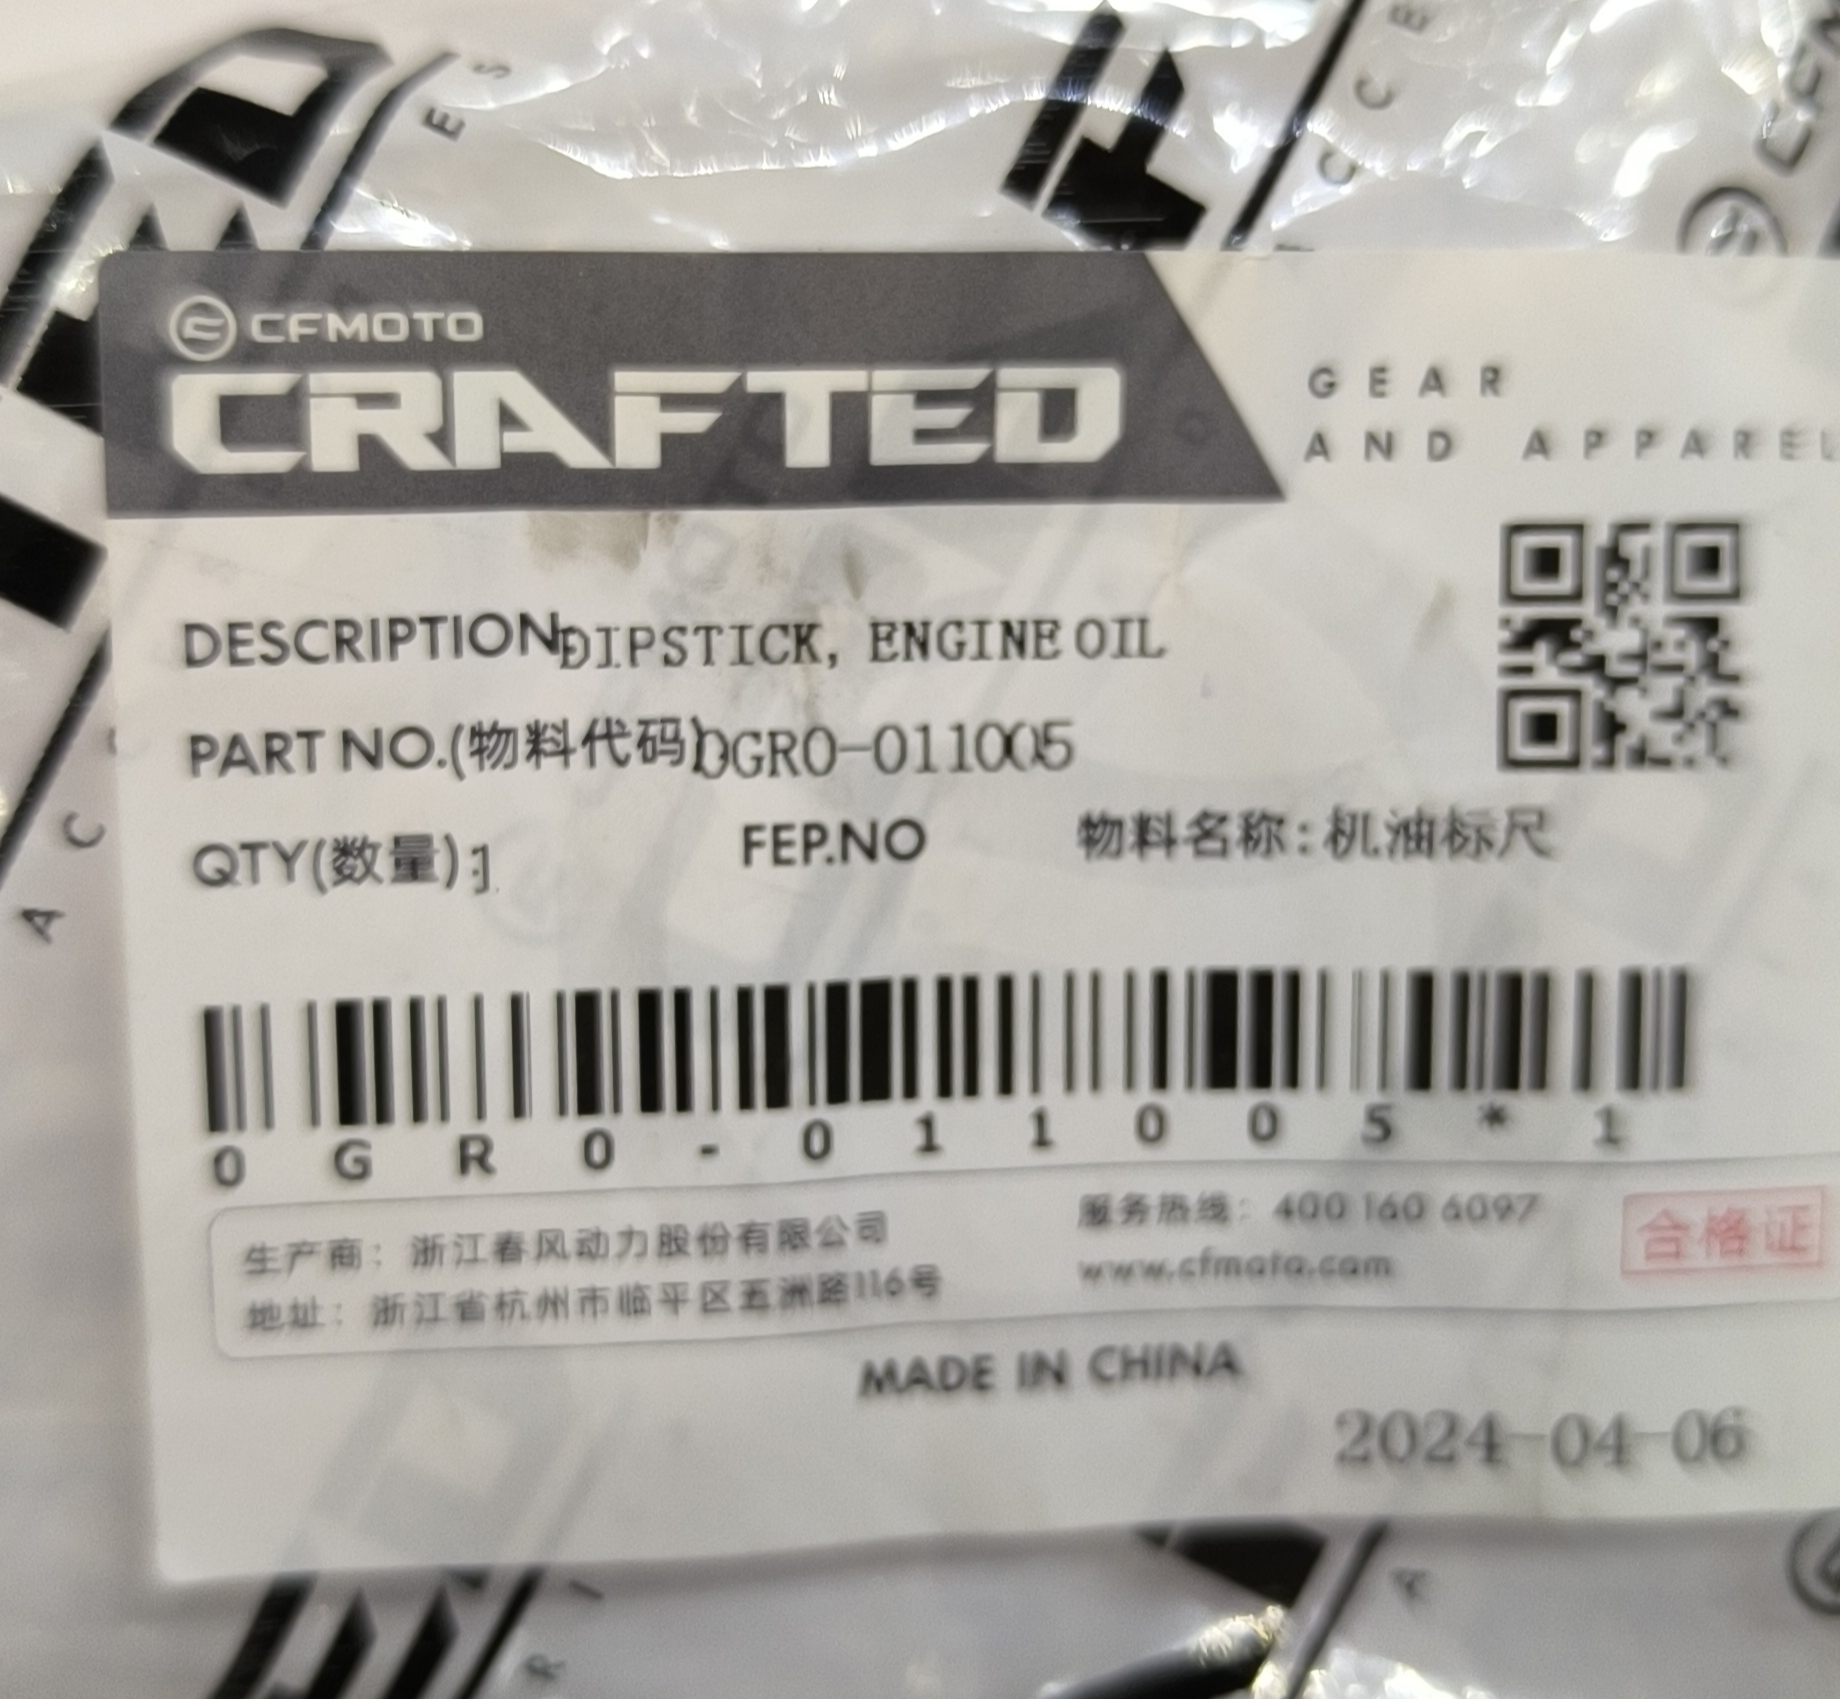 CFMOTO
CRAFTED
GEAR
AND APPAREL
DESCRIPTION:DIPSTICK, ENGINE OIL
PART NO.(物料代码):0GR0-011005
QTY(数量):1
FEP.NO
物料名称:机油标尺
0GR0-011005*1
生产商：浙江春风动力股份有限公司
地址：浙江省杭州市临平区五洲路116号
服务热线：400 160 6097
www.cfmoto.com
合格证
MADE IN CHINA
2024-04-06